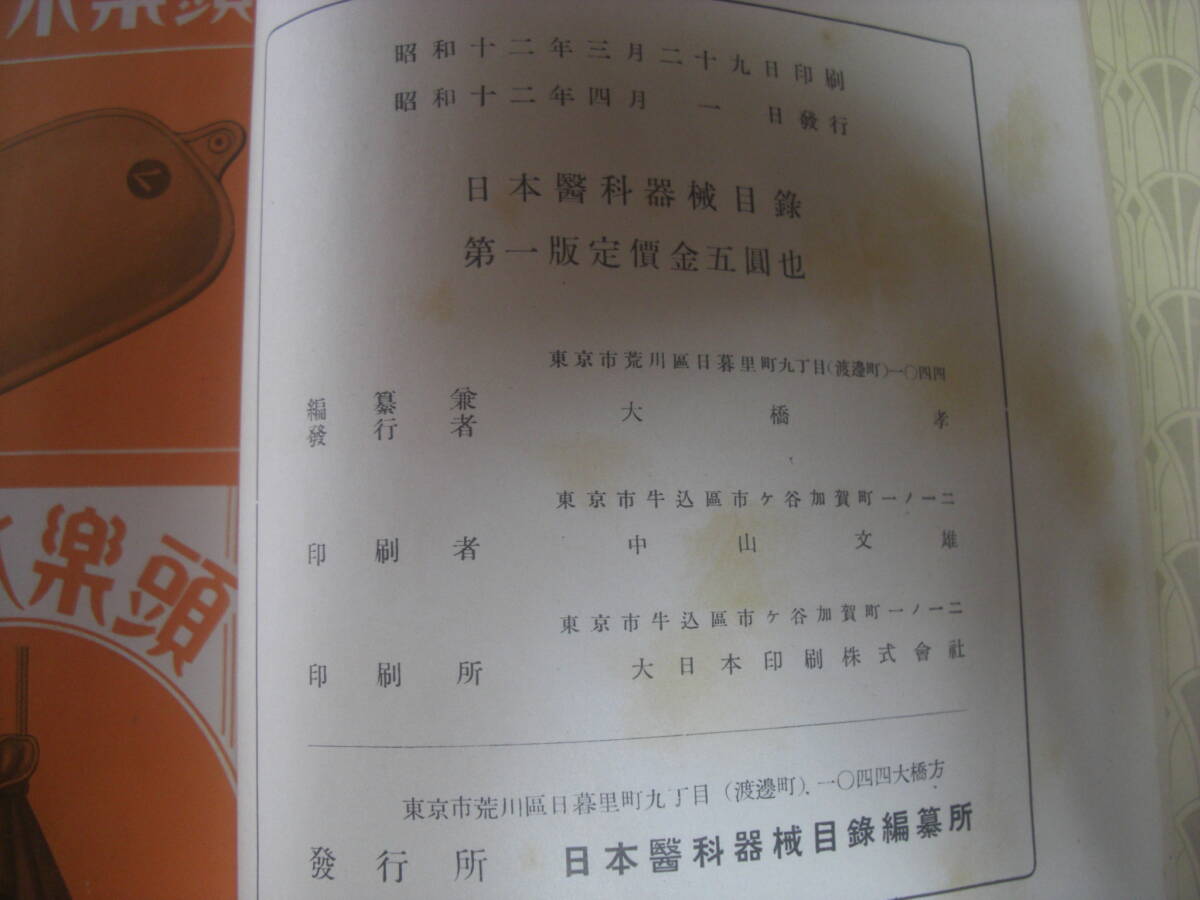 昭和十二年三月二十九日印刷
昭和十二年四月一日發行
日本醫科器械目錄
第一版定價金五圓也
東京市荒川區日暮里町九丁目(渡邊町)一〇四四
編纂兼
發行者
大橋孝
東京市牛込區市ケ谷加賀町一ノ一二
印刷者 中山文雄
東京市牛込區市ケ谷加賀町一ノ一二
印刷所 大日本印刷株式會社
東京市荒川區日暮里町九丁目(渡邊町)、一〇四四大橋方
發行所 日本醫科器械目錄編纂所
氷架頭
架頭